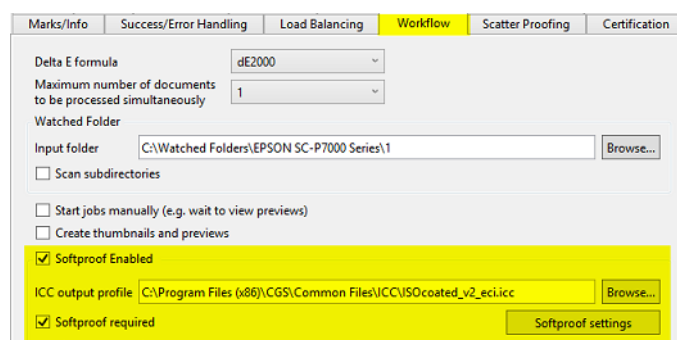 Marks/Info Success/Error Handling Load Balancing Workflow Scatter Proofing Certification
Delta E formula dE2000
Maximum number of documents
to be processed simultaneously 1
Watched Folder
Input folder C:\Watched Folders\EPSON SC-P7000 Series\1 Browse...
Scan subdirectories
Start jobs manually (e.g. wait to view previews)
Create thumbnails and previews
Softproof Enabled
ICC output profile C:\Program Files (x86)\CGS\Common Files\ICC\ISOcoated_v2_eci.icc Browse...
Softproof required Softproof settings